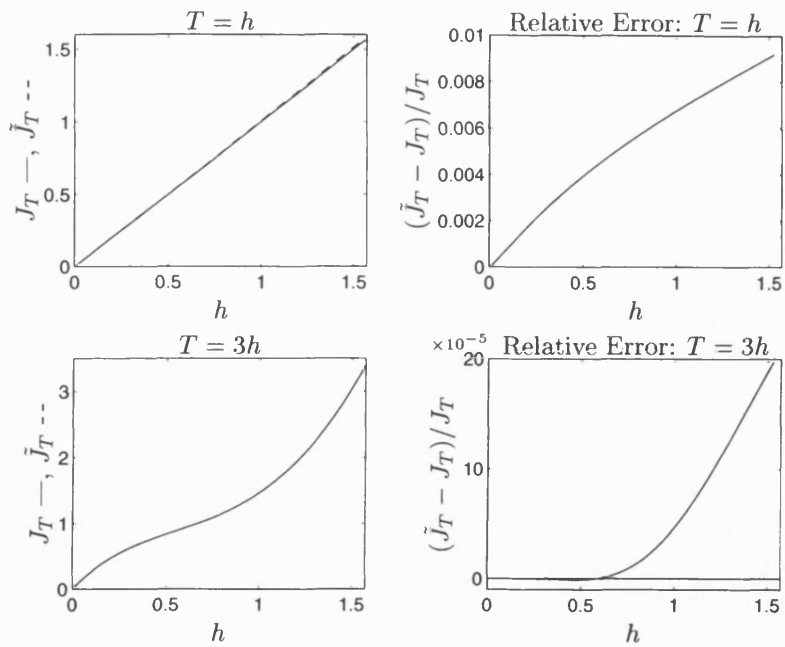 T = h
1.5
1
0.5
0
0 0.5 1 1.5
J_T —, J̃_T --
h
Relative Error: T = h
0.01
0.008
0.006
0.004
0.002
0
0 0.5 1 1.5
(J̃_T − J_T)/J_T
h
T = 3h
3
2
1
0
0 0.5 1 1.5
J_T —, J̃_T --
h
×10⁻⁵ Relative Error: T = 3h
20
10
0
0 0.5 1 1.5
(J̃_T − J_T)/J_T
h